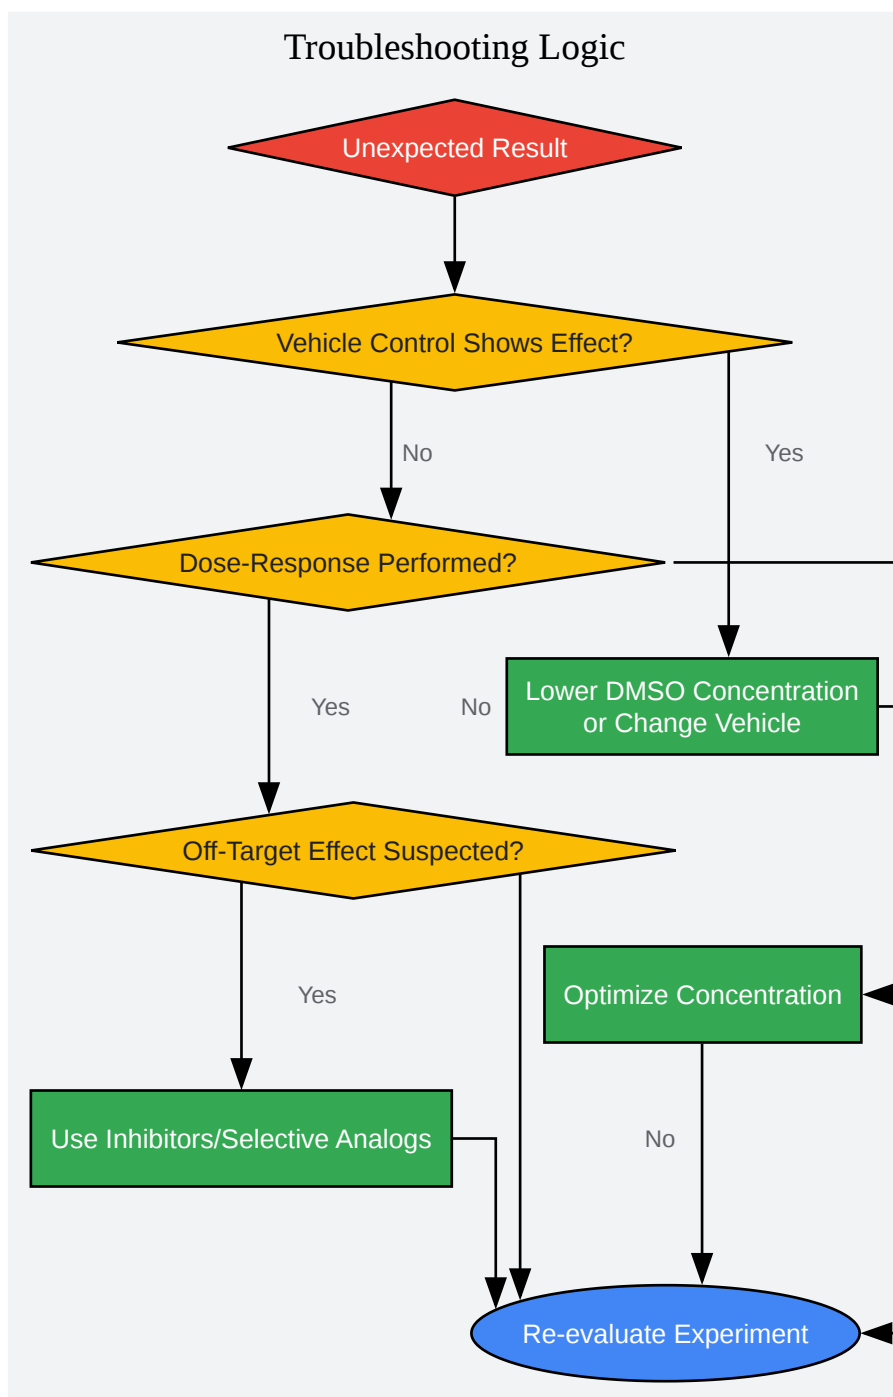 Troubleshooting Logic
Unexpected Result
Vehicle Control Shows Effect?
No
Yes
Dose-Response Performed?
Yes
No
Lower DMSO Concentration
or Change Vehicle
Off-Target Effect Suspected?
Yes
Optimize Concentration
Use Inhibitors/Selective Analogs
No
Re-evaluate Experiment